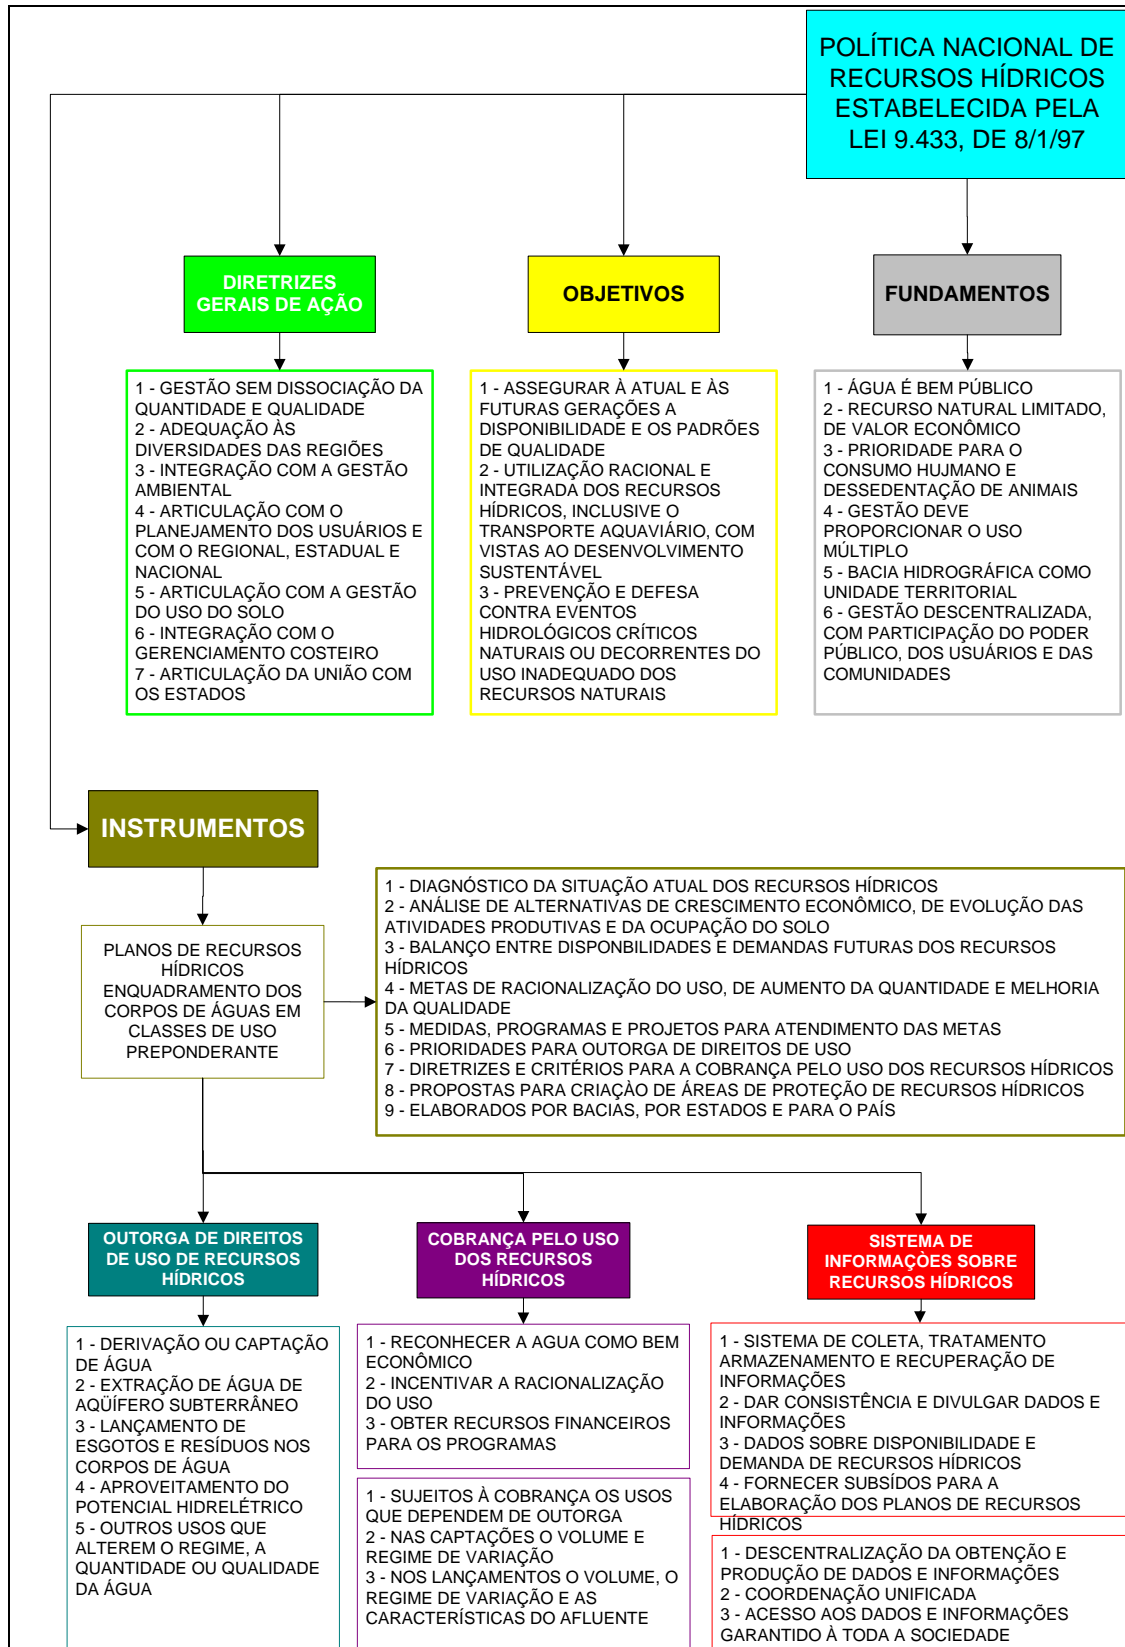 POLÍTICA NACIONAL DE
RECURSOS HÍDRICOS
ESTABELECIDA PELA
LEI 9.433, DE 8/1/97
DIRETRIZES
GERAIS DE AÇÃO
OBJETIVOS
FUNDAMENTOS
1 - GESTÃO SEM DISSOCIAÇÃO DA
QUANTIDADE E QUALIDADE
2 - ADEQUAÇÃO ÀS
DIVERSIDADES DAS REGIÕES
3 - INTEGRAÇÃO COM A GESTÃO
AMBIENTAL
4 - ARTICULAÇÃO COM O
PLANEJAMENTO DOS USUÁRIOS E
COM O REGIONAL, ESTADUAL E
NACIONAL
5 - ARTICULAÇÃO COM A GESTÃO
DO USO DO SOLO
6 - INTEGRAÇÃO COM O
GERENCIAMENTO COSTEIRO
7 - ARTICULAÇÃO DA UNIÃO COM
OS ESTADOS
1 - ASSEGURAR À ATUAL E ÀS
FUTURAS GERAÇÕES A
DISPONIBILIDADE E OS PADRÕES
DE QUALIDADE
2 - UTILIZAÇÃO RACIONAL E
INTEGRADA DOS RECURSOS
HÍDRICOS, INCLUSIVE O
TRANSPORTE AQUAVIÁRIO, COM
VISTAS AO DESENVOLVIMENTO
SUSTENTÁVEL
3 - PREVENÇÃO E DEFESA
CONTRA EVENTOS
HIDROLÓGICOS CRÍTICOS
NATURAIS OU DECORRENTES DO
USO INADEQUADO DOS
RECURSOS NATURAIS
1 - ÁGUA É BEM PÚBLICO
2 - RECURSO NATURAL LIMITADO,
DE VALOR ECONÔMICO
3 - PRIORIDADE PARA O
CONSUMO HUJMANO E
DESSEDENTAÇÃO DE ANIMAIS
4 - GESTÃO DEVE
PROPORCIONAR O USO
MÚLTIPLO
5 - BACIA HIDROGRÁFICA COMO
UNIDADE TERRITORIAL
6 - GESTÃO DESCENTRALIZADA,
COM PARTICIPAÇÃO DO PODER
PÚBLICO, DOS USUÁRIOS E DAS
COMUNIDADES
INSTRUMENTOS
PLANOS DE RECURSOS
HÍDRICOS
ENQUADRAMENTO DOS
CORPOS DE ÁGUAS EM
CLASSES DE USO
PREPONDERANTE
1 - DIAGNÓSTICO DA SITUAÇÃO ATUAL DOS RECURSOS HÍDRICOS
2 - ANÁLISE DE ALTERNATIVAS DE CRESCIMENTO ECONÔMICO, DE EVOLUÇÃO DAS
ATIVIDADES PRODUTIVAS E DA OCUPAÇÃO DO SOLO
3 - BALANÇO ENTRE DISPONBILIDADES E DEMANDAS FUTURAS DOS RECURSOS
HÍDRICOS
4 - METAS DE RACIONALIZAÇÃO DO USO, DE AUMENTO DA QUANTIDADE E MELHORIA
DA QUALIDADE
5 - MEDIDAS, PROGRAMAS E PROJETOS PARA ATENDIMENTO DAS METAS
6 - PRIORIDADES PARA OUTORGA DE DIREITOS DE USO
7 - DIRETRIZES E CRITÉRIOS PARA A COBRANÇA PELO USO DOS RECURSOS HÍDRICOS
8 - PROPOSTAS PARA CRIAÇÀO DE ÁREAS DE PROTEÇÃO DE RECURSOS HÍDRICOS
9 - ELABORADOS POR BACIAS, POR ESTADOS E PARA O PAÍS
OUTORGA DE DIREITOS
DE USO DE RECURSOS
HÍDRICOS
COBRANÇA PELO USO
DOS RECURSOS
HÍDRICOS
SISTEMA DE
INFORMAÇÒES SOBRE
RECURSOS HÍDRICOS
1 - DERIVAÇÃO OU CAPTAÇÃO
DE ÁGUA
2 - EXTRAÇÃO DE ÁGUA DE
AQÜÍFERO SUBTERRÂNEO
3 - LANÇAMENTO DE
ESGOTOS E RESÍDUOS NOS
CORPOS DE ÁGUA
4 - APROVEITAMENTO DO
POTENCIAL HIDRELÉTRICO
5 - OUTROS USOS QUE
ALTEREM O REGIME, A
QUANTIDADE OU QUALIDADE
DA ÁGUA
1 - RECONHECER A AGUA COMO BEM
ECONÔMICO
2 - INCENTIVAR A RACIONALIZAÇÃO
DO USO
3 - OBTER RECURSOS FINANCEIROS
PARA OS PROGRAMAS
1 - SUJEITOS À COBRANÇA OS USOS
QUE DEPENDEM DE OUTORGA
2 - NAS CAPTAÇÕES O VOLUME E
REGIME DE VARIAÇÃO
3 - NOS LANÇAMENTOS O VOLUME, O
REGIME DE VARIAÇÃO E AS
CARACTERÍSTICAS DO AFLUENTE
1 - SISTEMA DE COLETA, TRATAMENTO
ARMAZENAMENTO E RECUPERAÇÃO DE
INFORMAÇÕES
2 - DAR CONSISTÊNCIA E DIVULGAR DADOS E
INFORMAÇÕES
3 - DADOS SOBRE DISPONIBILIDADE E
DEMANDA DE RECURSOS HÍDRICOS
4 - FORNECER SUBSÍDOS PARA A
ELABORAÇÃO DOS PLANOS DE RECURSOS
HÍDRICOS
1 - DESCENTRALIZAÇÃO DA OBTENÇÃO E
PRODUÇÃO DE DADOS E INFORMAÇÕES
2 - COORDENAÇÃO UNIFICADA
3 - ACESSO AOS DADOS E INFORMAÇÕES
GARANTIDO À TODA A SOCIEDADE